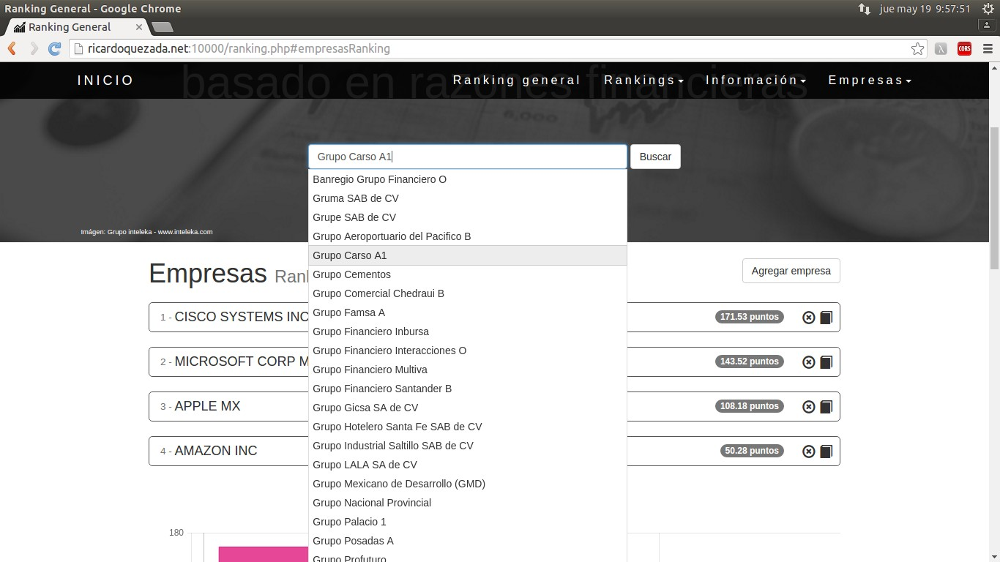 Ranking General - Google Chrome
jue may 19 9:57:51
Ranking General
ricardoquezada.net:10000/ranking.php#empresasRanking
CORS
basado en razones financieras
INICIO
Ranking general
Rankings
Información
Empresas
6,000
Grupo Carso A1
Buscar
Banregio Grupo Financiero O
Gruma SAB de CV
Grupe SAB de CV
Grupo Aeroportuario del Pacifico B
Imágen: Grupo inteleka - www.inteleka.com
Grupo Carso A1
Empresas
Agregar empresa
Grupo Cementos
Grupo Comercial Chedraui B
Grupo Famsa A
1 - CISCO SYSTEMS INC
171.53 puntos
Grupo Financiero Inbursa
Grupo Financiero Interacciones O
2 - MICROSOFT CORP M
143.52 puntos
Grupo Financiero Multiva
Grupo Financiero Santander B
3 - APPLE MX
108.18 puntos
Grupo Gicsa SA de CV
Grupo Hotelero Santa Fe SAB de CV
4 - AMAZON INC
50.28 puntos
Grupo Industrial Saltillo SAB de CV
Grupo LALA SA de CV
Grupo Mexicano de Desarrollo (GMD)
Grupo Nacional Provincial
Grupo Palacio 1
180
Grupo Posadas A
Grupo Profuturo